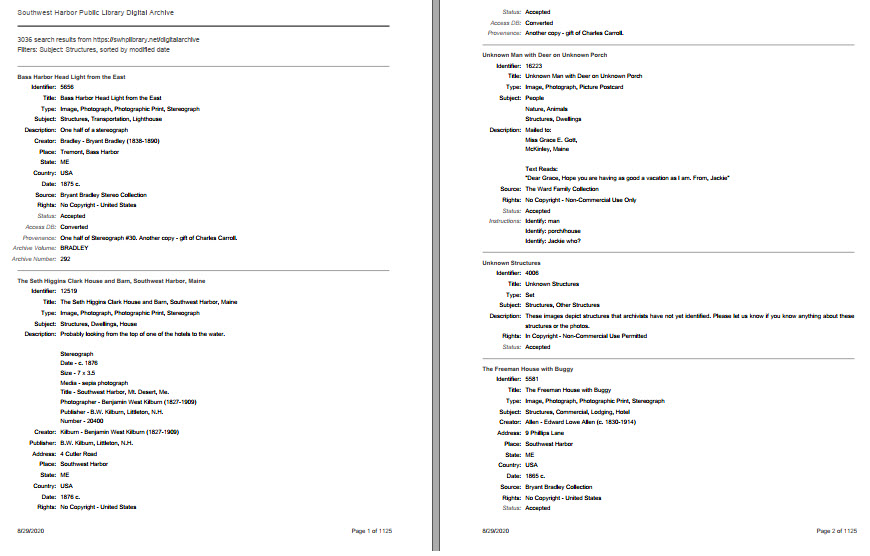 Southwest Harbor Public Library Digital Archive
3036 search results from https://swhplibrary.net/digitalarchive
Filters: Subject: Structures, sorted by modified date
Bass Harbor Head Light from the East
Identifier: 5656
Title: Bass Harbor Head Light from the East
Type: Image, Photograph, Photographic Print, Stereograph
Subject: Structures, Transportation, Lighthouse
Description: One half of a stereograph
Creator: Bradley - Bryant Bradley (1838-1890)
Place: Tremont, Bass Harbor
State: ME
Country: USA
Date: 1875 c.
Source: Bryant Bradley Stereo Collection
Rights: No Copyright - United States
Status: Accepted
Access DB: Converted
Provenance: One half of Stereograph #30. Another copy - gift of Charles Carroll.
Archive Volume: BRADLEY
Archive Number: 292
The Seth Higgins Clark House and Barn, Southwest Harbor, Maine
Identifier: 12519
Title: The Seth Higgins Clark House and Barn, Southwest Harbor, Maine
Type: Image, Photograph, Photographic Print, Stereograph
Subject: Structures, Dwellings, House
Description: Probably looking from the top of one of the hotels to the water.
Stereograph
Date - c. 1876
Size - 7 x 3.5
Media - sepia photograph
Title - Southwest Harbor, Mt. Desert, Me.
Photographer - Benjamin West Kilburn (1827-1909)
Publisher - B.W. Kilburn, Littleton, N.H.
Number - 20400
Creator: Kilburn - Benjamin West Kilburn (1827-1909)
Publisher: B.W. Kilburn, Littleton, N.H.
Address: 4 Cutler Road
Place: Southwest Harbor
State: ME
Country: USA
Date: 1876 c.
Rights: No Copyright - United States
8/29/2020
Page 1 of 1125
Status: Accepted
Access DB: Converted
Provenance: Another copy - gift of Charles Carroll.
Unknown Man with Deer on Unknown Porch
Identifier: 16223
Title: Unknown Man with Deer on Unknown Porch
Type: Image, Photograph, Picture Postcard
Subject: People
Nature, Animals
Structures, Dwellings
Description: Mailed to:
Miss Grace E. Gott,
McKinley, Maine
Text Reads:
"Dear Grace, Hope you are having as good a vacation as I am. From, Jackie"
Source: The Ward Family Collection
Rights: No Copyright - Non-Commercial Use Only
Status: Accepted
Instructions: Identify: man
Identify: porch/house
Identify: Jackie who?
Unknown Structures
Identifier: 4006
Title: Unknown Structures
Type: Set
Subject: Structures, Other Structures
Description: These images depict structures that archivists have not yet identified. Please let us know if you know anything about these
structures or the photos.
Rights: In Copyright - Non-Commercial Use Permitted
Status: Accepted
The Freeman House with Buggy
Identifier: 5581
Title: The Freeman House with Buggy
Type: Image, Photograph, Photographic Print, Stereograph
Subject: Structures, Commercial, Lodging, Hotel
Creator: Allen - Edward Lowe Allen (c. 1830-1914)
Address: 9 Phillips Lane
Place: Southwest Harbor
State: ME
Country: USA
Date: 1865 c.
Source: Bryant Bradley Collection
Rights: No Copyright - United States
Status: Accepted
8/29/2020
Page 2 of 1125